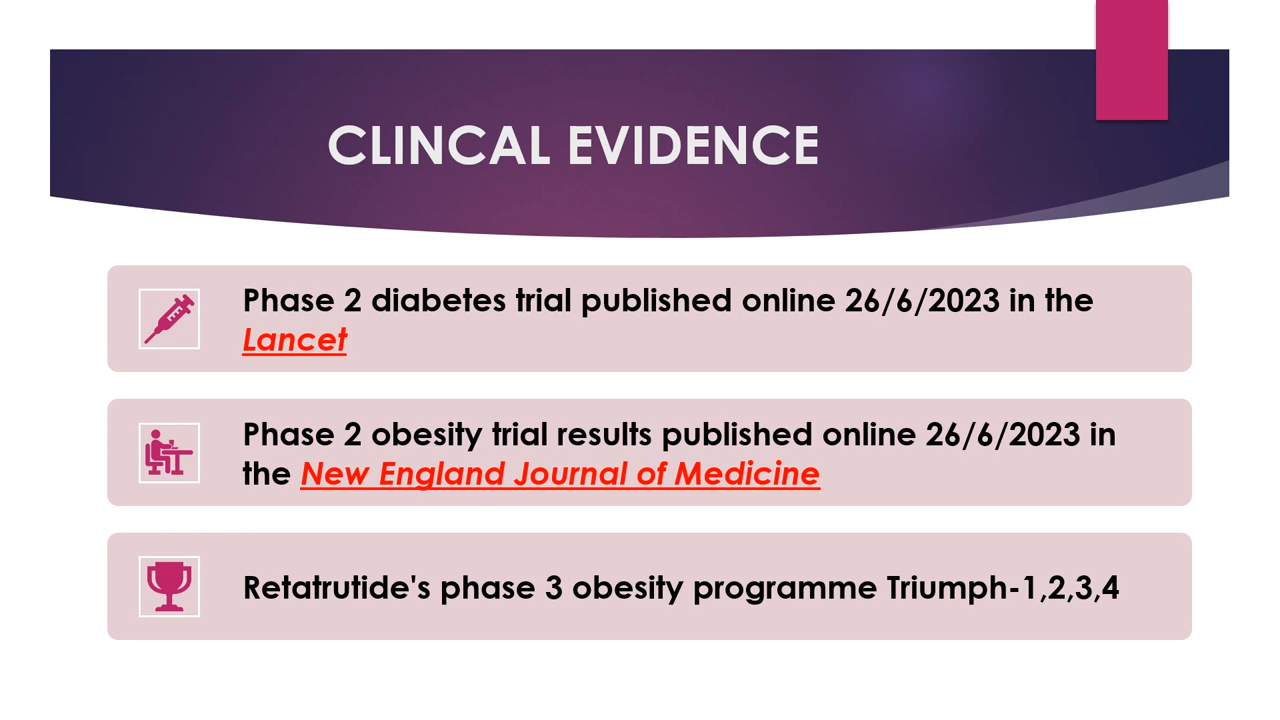 CLINCAL EVIDENCE
Phase 2 diabetes trial published online 26/6/2023 in the
Lancet
Phase 2 obesity trial results published online 26/6/2023 in
the New England Journal of Medicine
Retatrutide's phase 3 obesity programme Triumph-1,2,3,4